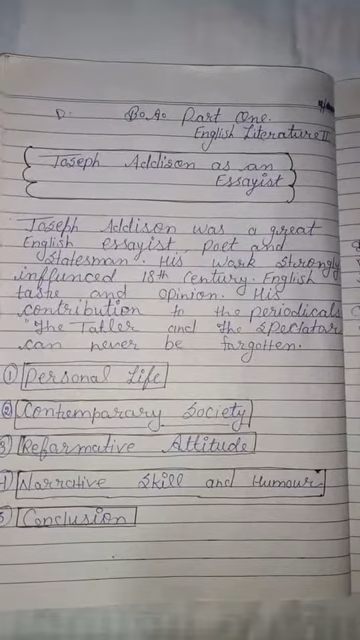 B.A. Part One.
English Literature II
Joseph Addison as an
Essayist
Joseph Addison was a great
English essayist, Poet and
Statesman. His work strongly
inffunced 18th Century. English
taste and opinion. His
contribution to the periodicals
"The Tatler and the Spectator
can never be forgotten.
① Personal Life
② Contemparary Society
3) Refarmative Attitude
4) Narrative Skill and Humour
5) Conclusion